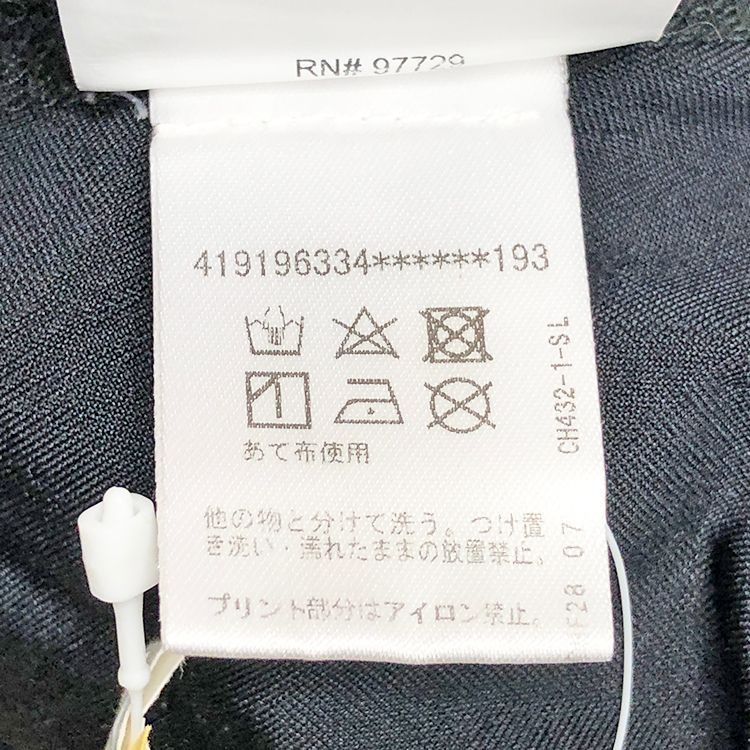 RN# 97729
419196334******193
あて布使用
他の物と分けて洗う。つけ置
き洗い・濡れたままの放置禁止。
プリント部分はアイロン禁止。
CH432-1-SL